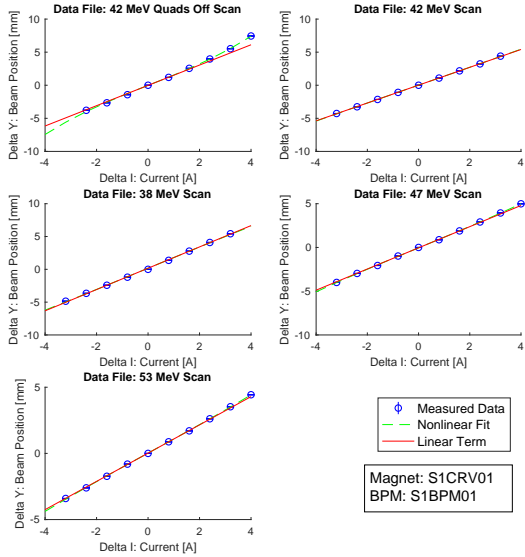 Data File: 42 MeV Quads Off Scan
Delta Y: Beam Position [mm]
10
5
0
-5
-10
-4 -2 0 2 4
Delta I: Current [A]
Data File: 42 MeV Scan
Delta Y: Beam Position [mm]
10
5
0
-5
-10
-4 -2 0 2 4
Delta I: Current [A]
Data File: 38 MeV Scan
Delta Y: Beam Position [mm]
10
5
0
-5
-10
-4 -2 0 2 4
Delta I: Current [A]
Data File: 47 MeV Scan
Delta Y: Beam Position [mm]
5
0
-5
-10
-4 -2 0 2 4
Delta I: Current [A]
Data File: 53 MeV Scan
Delta Y: Beam Position [mm]
5
0
-5
-4 -2 0 2 4
Delta I: Current [A]
Measured Data
Nonlinear Fit
Linear Term
Magnet: S1CRV01
BPM: S1BPM01